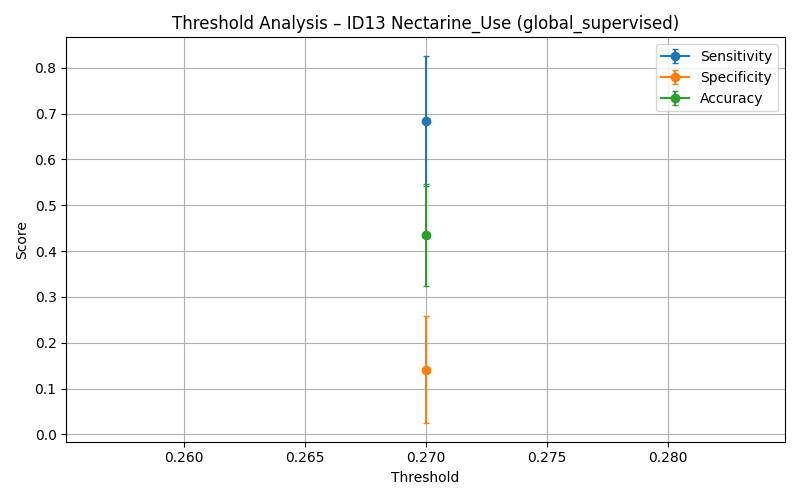 Threshold Analysis – ID13 Nectarine_Use (global_supervised)
Sensitivity
Specificity
Accuracy
Score
0.8
0.7
0.6
0.5
0.4
0.3
0.2
0.1
0.0
0.260 0.265 0.270 0.275 0.280
Threshold